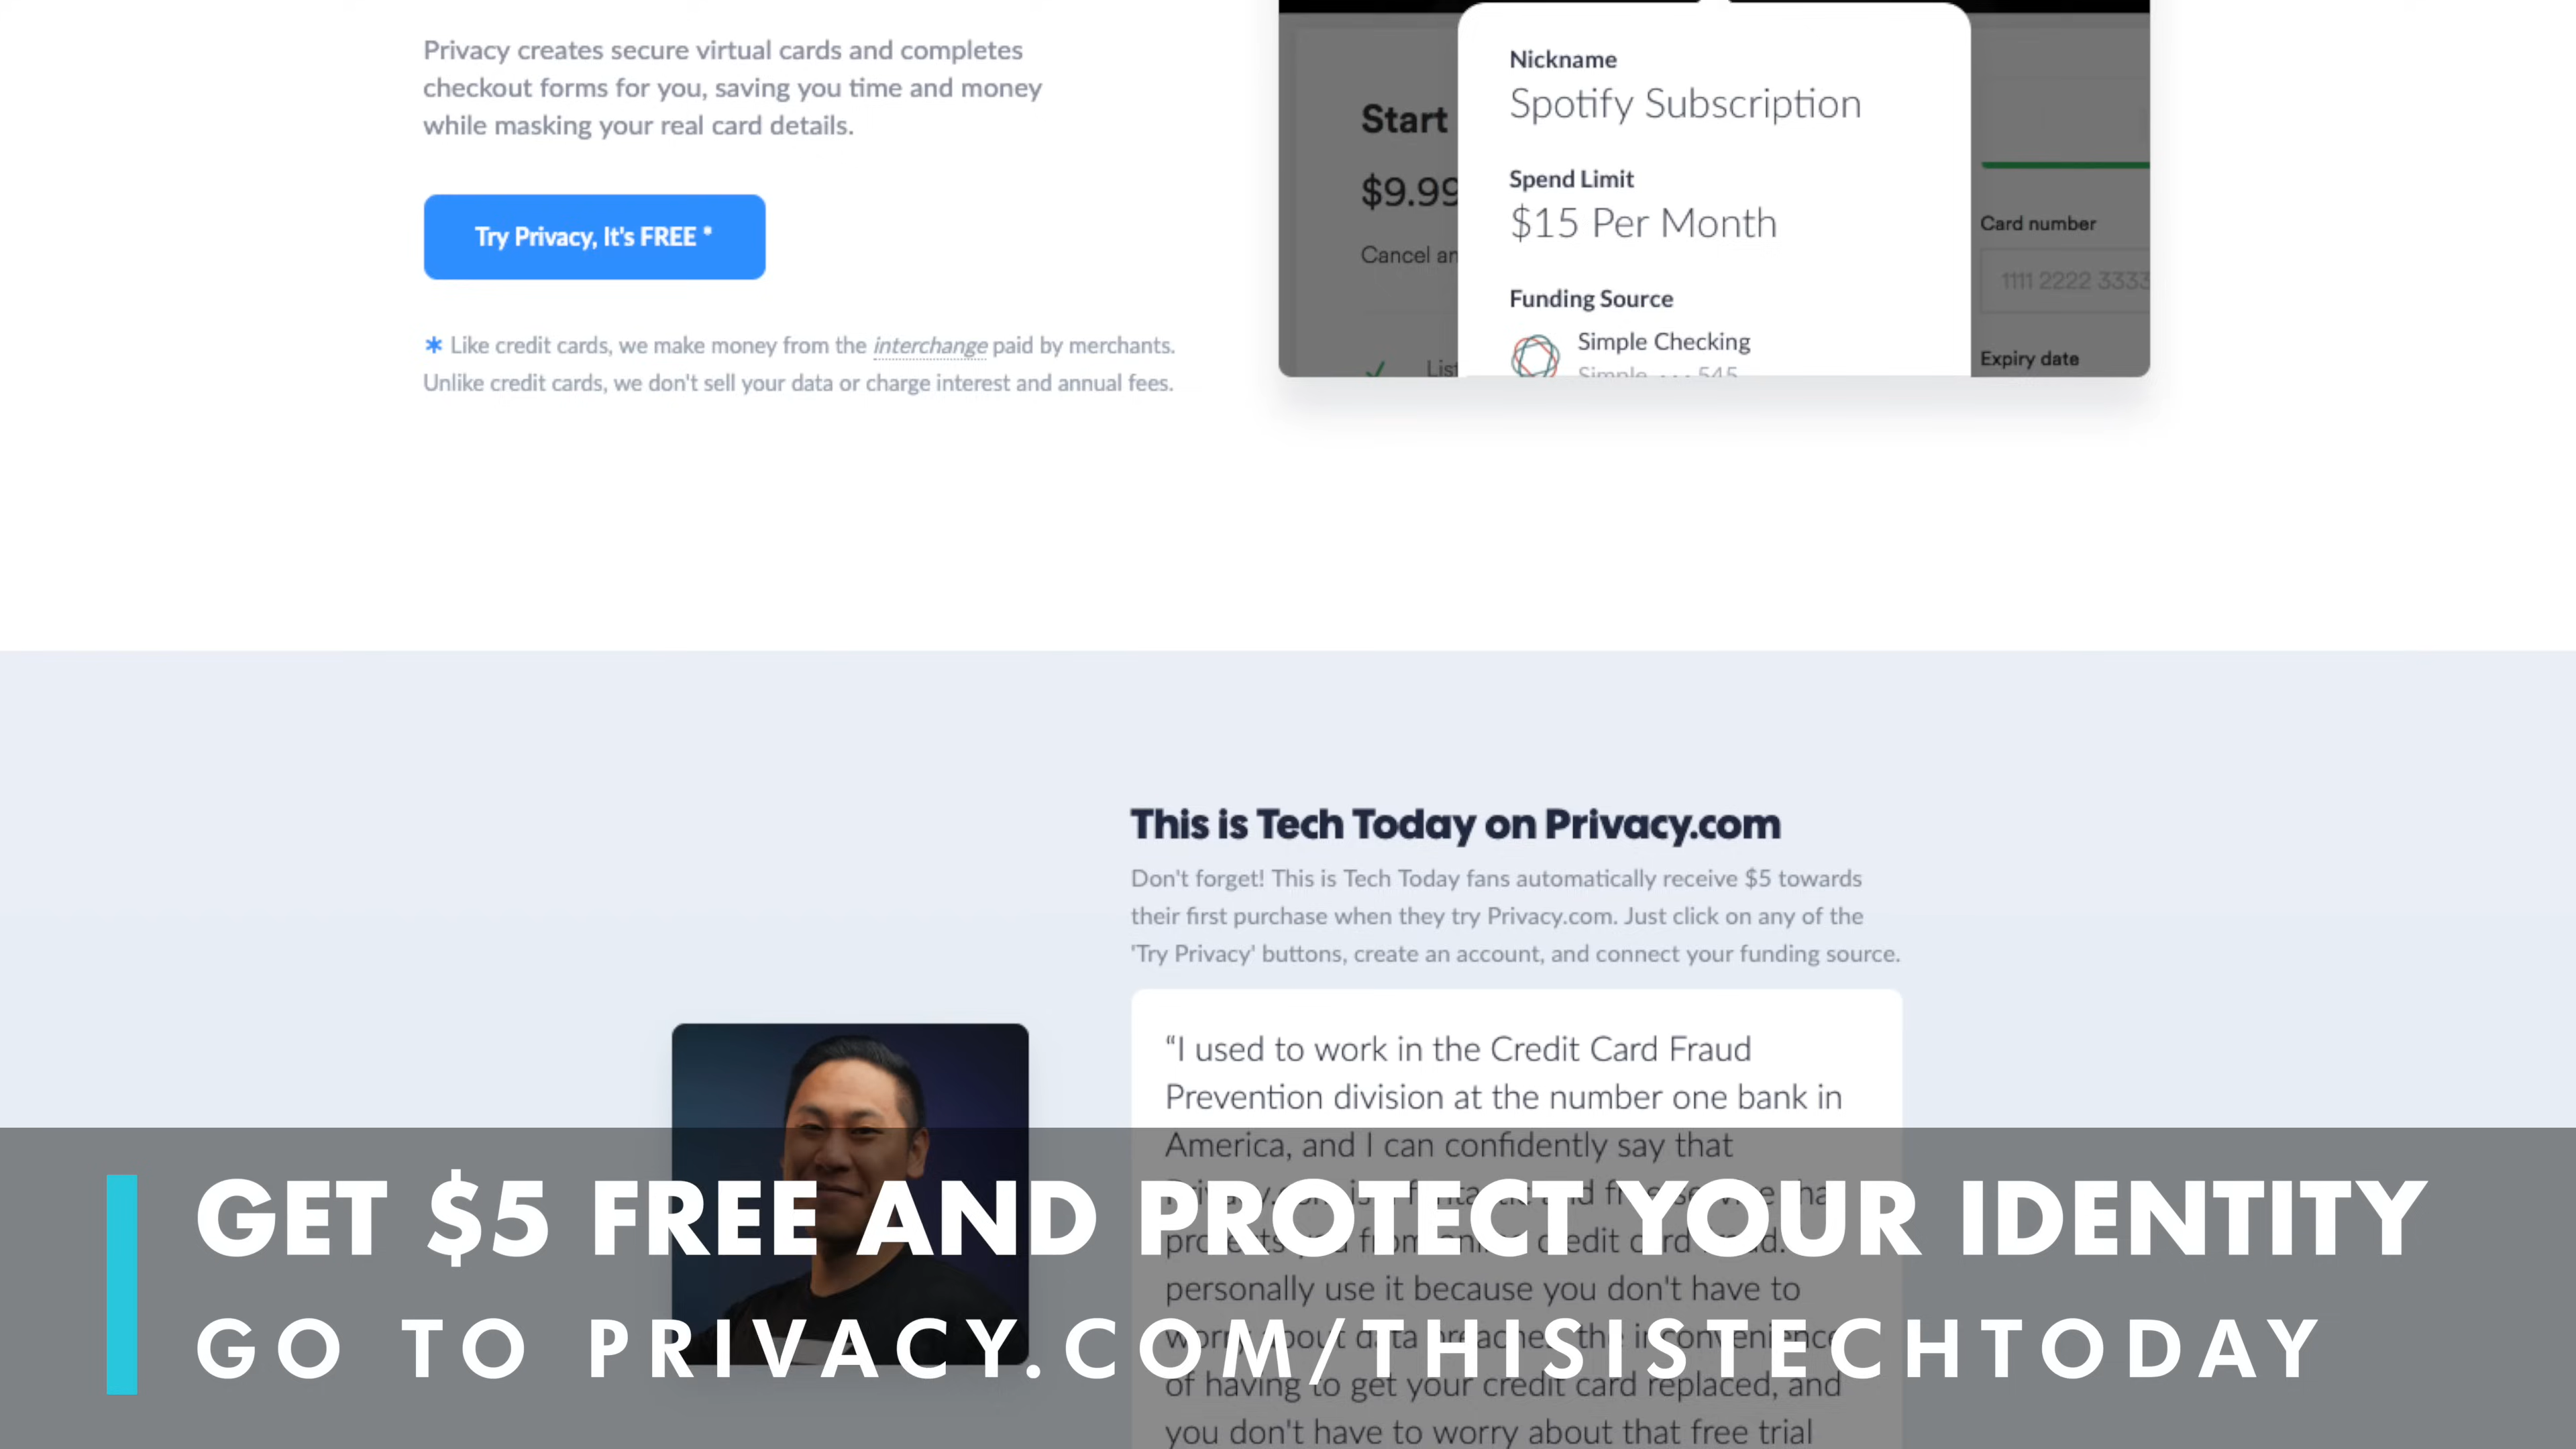 Privacy creates secure virtual cards and completes
checkout forms for you, saving you time and money
while masking your real card details.
Try Privacy, It's FREE *
* Like credit cards, we make money from the interchange paid by merchants.
Unlike credit cards, we don't sell your data or charge interest and annual fees.
Start
$9.99
Cancel an
Nickname
Spotify Subscription
Spend Limit
$15 Per Month
Funding Source
Simple Checking
Simple ···· 545
Card number
1111 2222 3333
Expiry date
This is Tech Today on Privacy.com
Don't forget! This is Tech Today fans automatically receive $5 towards
their first purchase when they try Privacy.com. Just click on any of the
'Try Privacy' buttons, create an account, and connect your funding source.
“I used to work in the Credit Card Fraud
Prevention division at the number one bank in
America, and I can confidently say that
personally use it because you don't have to
of having to get your credit card replaced, and
you don't have to worry about that free trial
GET $5 FREE AND PROTECT YOUR IDENTITY
GO TO PRIVACY.COM/THISISTECHTODAY